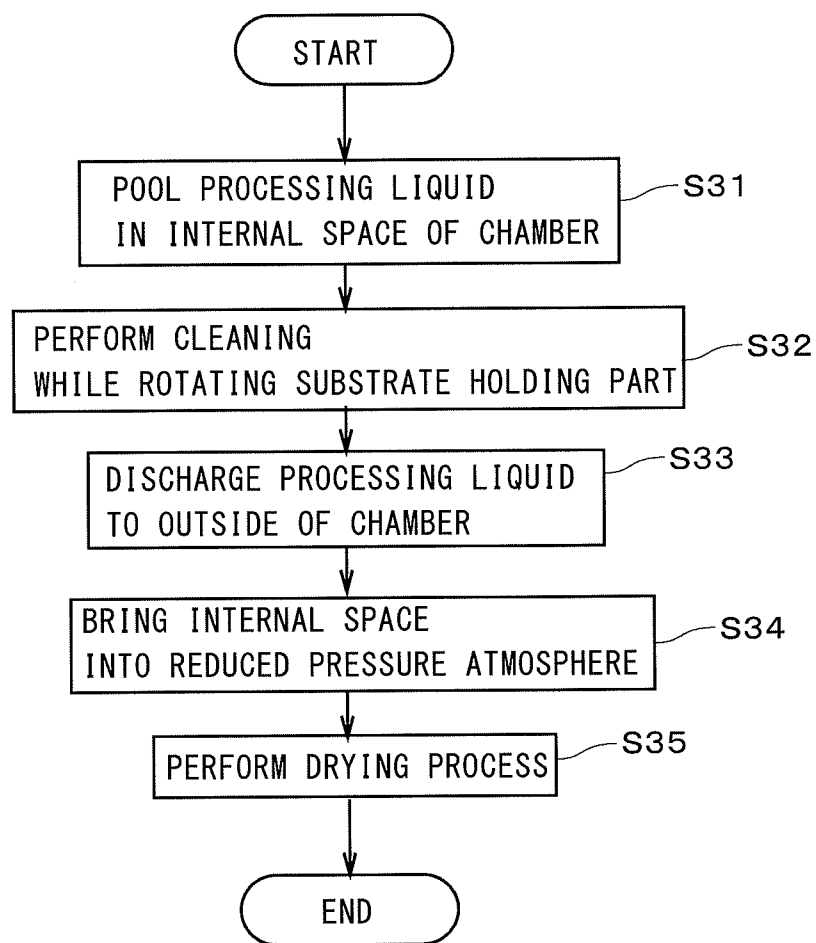 START
POOL PROCESSING LIQUID
IN INTERNAL SPACE OF CHAMBER
S31
PERFORM CLEANING
WHILE ROTATING SUBSTRATE HOLDING PART
S32
DISCHARGE PROCESSING LIQUID
TO OUTSIDE OF CHAMBER
S33
BRING INTERNAL SPACE
INTO REDUCED PRESSURE ATMOSPHERE
S34
PERFORM DRYING PROCESS
S35
END